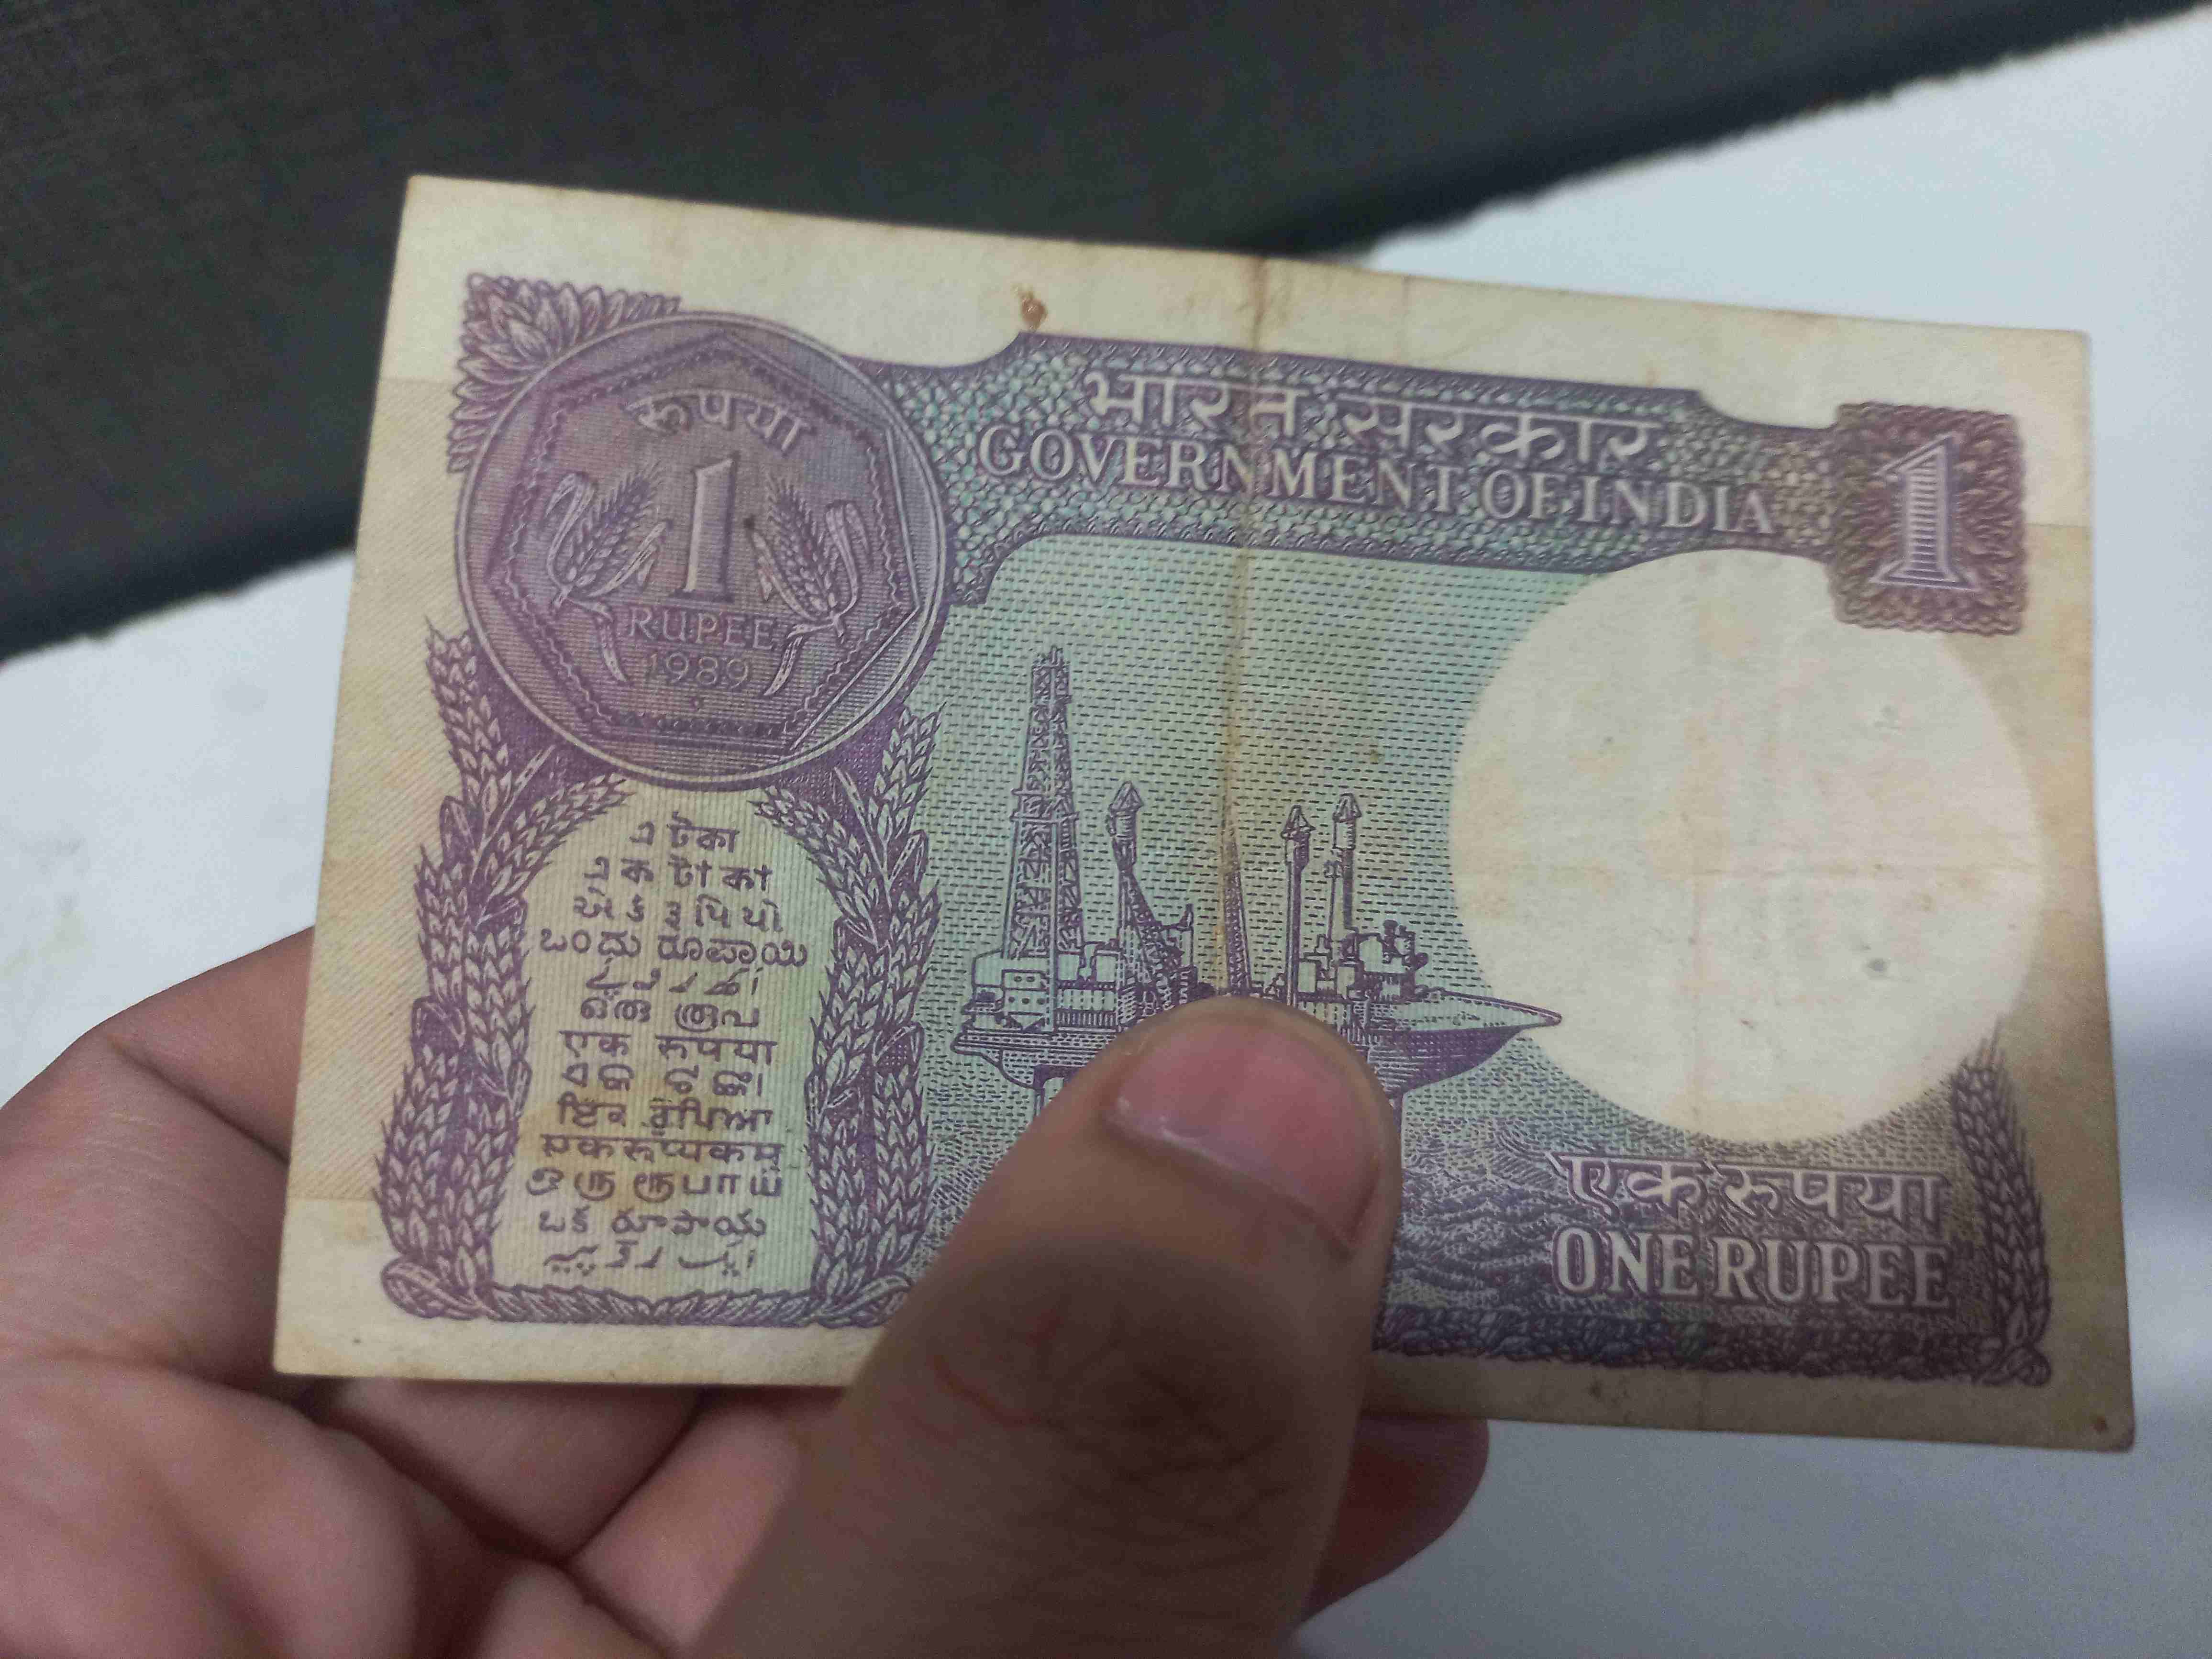 रूपया
1
RUPEE
1989
भारत सरकार
GOVERNMENT OF INDIA
1
এ টকা
এক টাকা
એક રૂપિયો
ಒಂದು ರೂಪಾಯಿ
ഒരു രൂപ
एक रुपया
ଏକ ଟଙ୍କା
ਇਕ ਰੁਪਿਆ
एकरूप्यकम्
ஒரு ரூபாய்
ఒక రూపాయి
ایک روپیہ
एक रुपया
ONE RUPEE